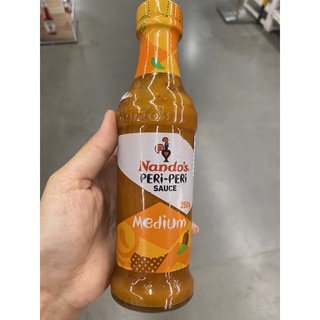 Nando's
PERi-PERi
SAUCE
250g
Medium